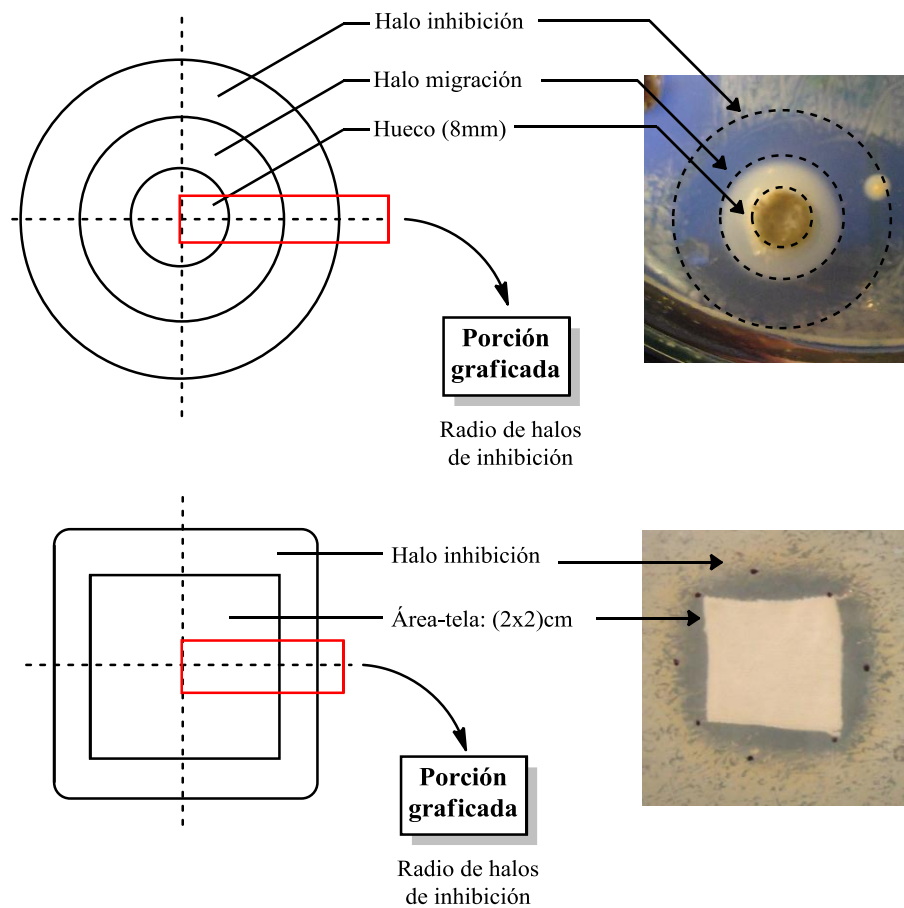 Halo inhibición
Halo migración
Hueco (8mm)
Porción
graficada
Radio de halos
de inhibición
Halo inhibición
Área-tela: (2x2)cm
Porción
graficada
Radio de halos
de inhibición